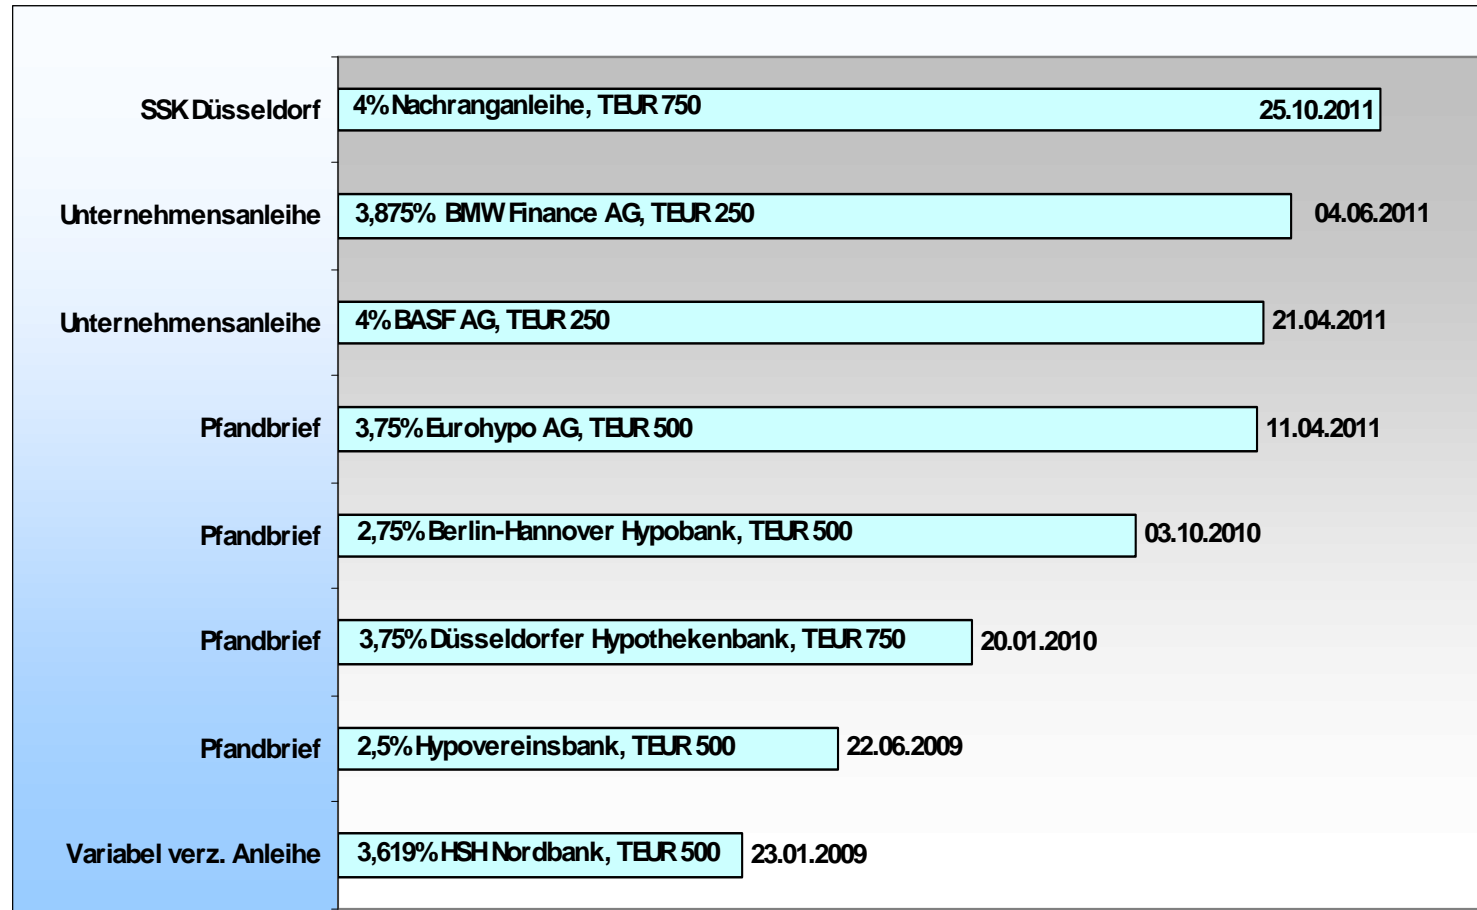 SSK Düsseldorf 4% Nachranganleihe, TEUR 750 25.10.2011
Unternehmensanleihe 3,875% BMW Finance AG, TEUR 250 04.06.2011
Unternehmensanleihe 4% BASF AG, TEUR 250 21.04.2011
Pfandbrief 3,75% Eurohypo AG, TEUR 500 11.04.2011
Pfandbrief 2,75% Berlin-Hannover Hypobank, TEUR 500 03.10.2010
Pfandbrief 3,75% Düsseldorfer Hypothekenbank, TEUR 750 20.01.2010
Pfandbrief 2,5% Hypovereinsbank, TEUR 500 22.06.2009
Variabel verz. Anleihe 3,619% HSH Nordbank, TEUR 500 23.01.2009